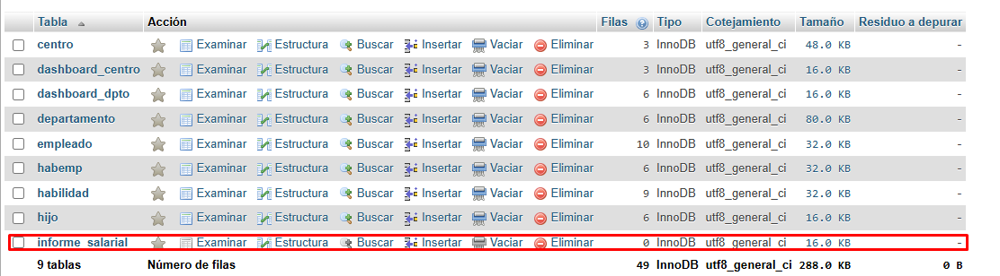 Tabla Acción Filas Tipo Cotejamiento Tamaño Residuo a depurar
centro Examinar Estructura Buscar Insertar Vaciar Eliminar 3 InnoDB utf8_general_ci 48.0 KB -
dashboard_centro Examinar Estructura Buscar Insertar Vaciar Eliminar 3 InnoDB utf8_general_ci 16.0 KB -
dashboard_dpto Examinar Estructura Buscar Insertar Vaciar Eliminar 6 InnoDB utf8_general_ci 16.0 KB -
departamento Examinar Estructura Buscar Insertar Vaciar Eliminar 6 InnoDB utf8_general_ci 80.0 KB -
empleado Examinar Estructura Buscar Insertar Vaciar Eliminar 10 InnoDB utf8_general_ci 32.0 KB -
habemp Examinar Estructura Buscar Insertar Vaciar Eliminar 6 InnoDB utf8_general_ci 32.0 KB -
habilidad Examinar Estructura Buscar Insertar Vaciar Eliminar 9 InnoDB utf8_general_ci 32.0 KB -
hijo Examinar Estructura Buscar Insertar Vaciar Eliminar 6 InnoDB utf8_general_ci 16.0 KB -
informe_salarial Examinar Estructura Buscar Insertar Vaciar Eliminar 0 InnoDB utf8_general_ci 16.0 KB -
9 tablas Número de filas 49 InnoDB utf8_general_ci 288.0 KB 0 B